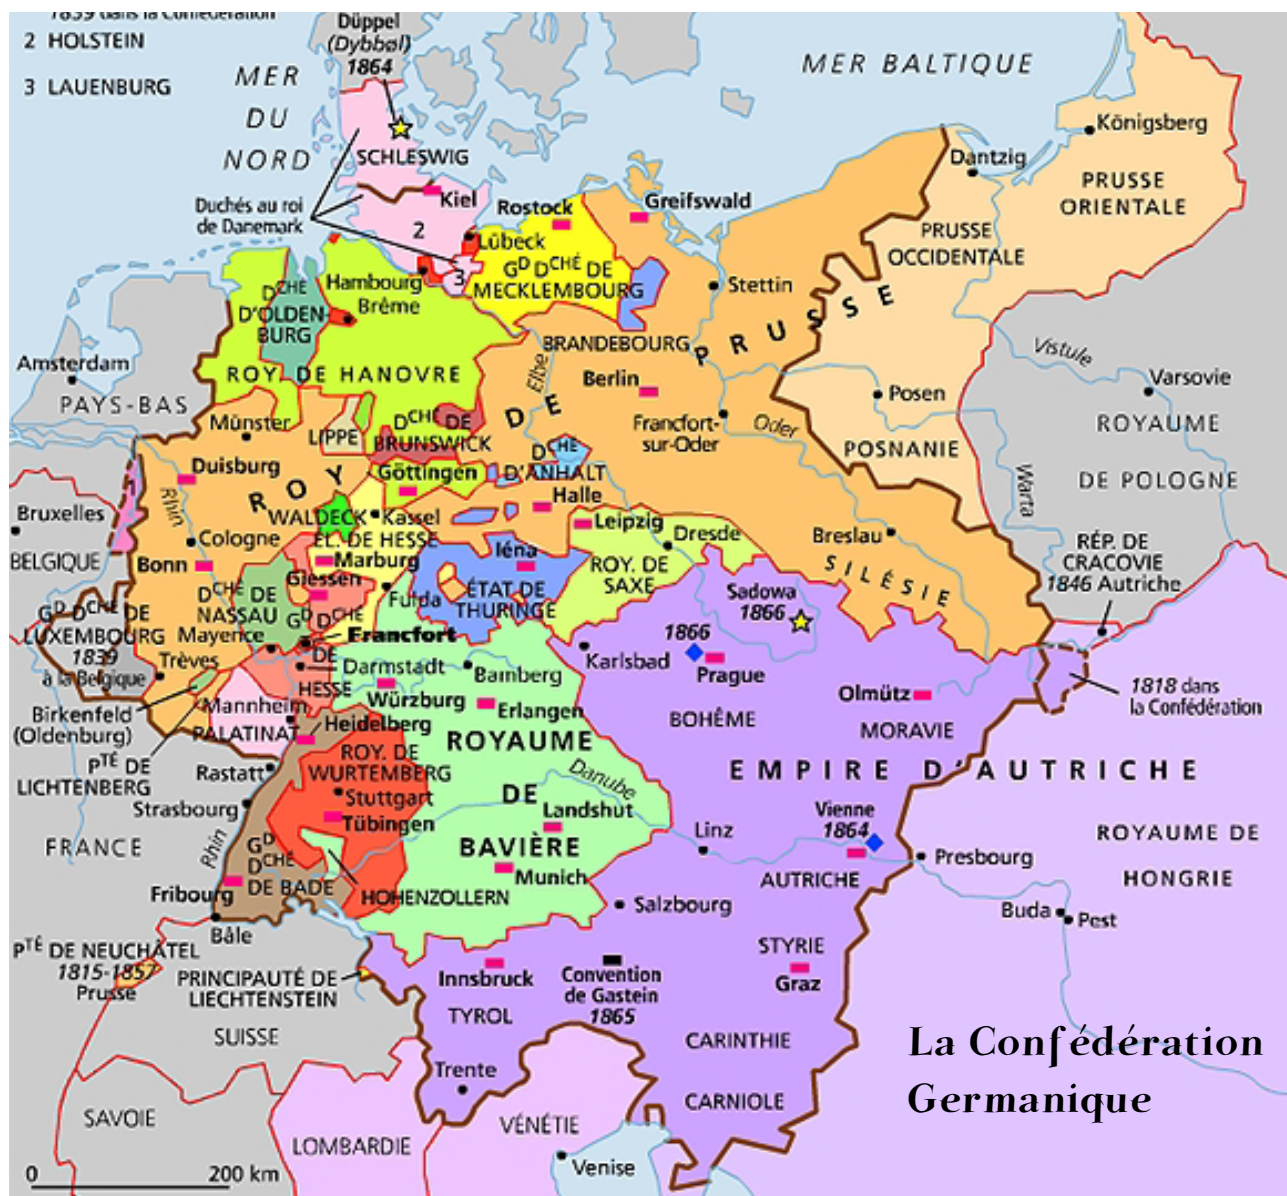 1839 dans la Confédération
2 HOLSTEIN
3 LAUENBURG
MER
DU
NORD
Düppel
(Dybbøl)
1864
MER BALTIQUE
SCHLESWIG
Kiel
Duchés au roi
de Danemark
2
3
Rostock
Greifswald
Lübeck
GD DCHÉ DE
MECKLEMBOURG
Hambourg
Brême
DCHÉ
D'OLDEN-
BURG
ROY. DE HANOVRE
Stettin
Dantzig
Königsberg
PRUSSE
ORIENTALE
PRUSSE
OCCIDENTALE
BRANDEBOURG
Elbe
Berlin
Francfort-
sur-Oder
Oder
ROY. DE PRUSSE
Posen
POSNANIE
Vistule
Varsovie
ROYAUME
DE POLOGNE
Warta
Amsterdam
PAYS-BAS
Münster
LIPPE
DCHÉ DE
BRUNSWICK
DCHÉ
D'ANHALT
Duisburg
Göttingen
Halle
Rhin
WALDECK
Kassel
ÉL. DE HESSE
Leipzig
Dresde
Breslau
SILÉSIE
Bruxelles
BELGIQUE
1
Cologne
Bonn
Marburg
Giessen
Iéna
ROY. DE
SAXE
RÉP. DE
CRACOVIE
1846 Autriche
DCHÉ DE
NASSAU
GD DCHÉ
DE
HESSE
Fulda
ÉTAT DE
THURINGE
Sadowa
1866
GD DCHÉ DE
LUXEMBOURG
1839
à la Belgique
Mayence
Francfort
Trèves
Darmstadt
Bamberg
Karlsbad
1866
Prague
Olmütz
1818 dans
la Confédération
Birkenfeld
(Oldenburg)
Mannheim
PALATINAT
Würzburg
Erlangen
BOHÊME
MORAVIE
PTÉ DE
LICHTENBERG
Heidelberg
ROYAUME
DE
BAVIÈRE
ROY. DE
WURTEMBERG
Rastatt
Strasbourg
Stuttgart
Tübingen
Danube
Landshut
EMPIRE D'AUTRICHE
Vienne
1864
Linz
FRANCE
Rhin
GD
DCHÉ
DE BADE
Fribourg
HOHENZOLLERN
Munich
AUTRICHE
Presbourg
ROYAUME DE
HONGRIE
Salzbourg
Buda
Pest
Bâle
PTÉ DE NEUCHÂTEL
1815-1857
Prusse
PRINCIPAUTÉ DE
LIECHTENSTEIN
Innsbruck
Convention
de Gastein
1865
STYRIE
Graz
SUISSE
TYROL
CARINTHIE
Trente
CARNIOLE
SAVOIE
LOMBARDIE
VÉNÉTIE
Venise
La Confédération
Germanique
0 200 km